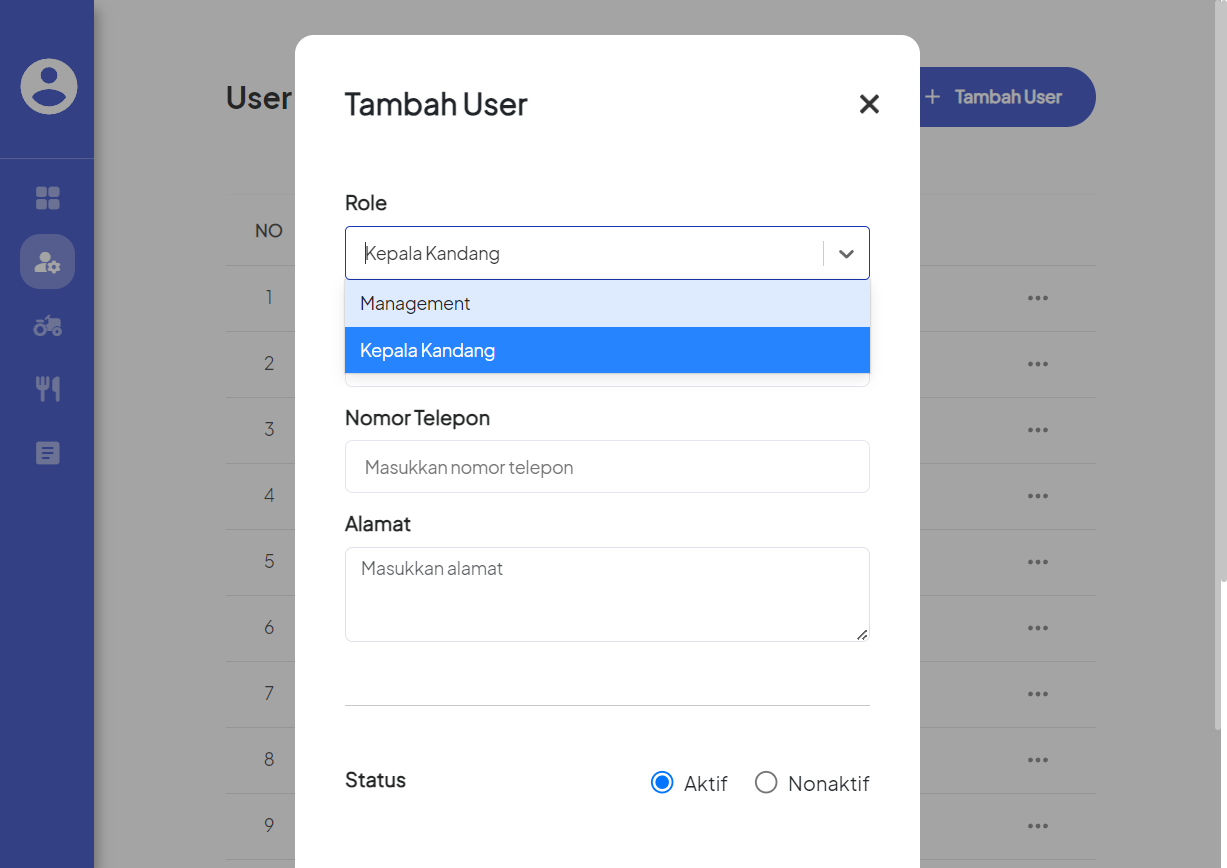 User
Tambah User
+ Tambah User
Role
NO
Kepala Kandang
Management
Kepala Kandang
1
2
3
4
5
6
7
8
9
Nomor Telepon
Masukkan nomor telepon
Alamat
Masukkan alamat
Status
Aktif
Nonaktif